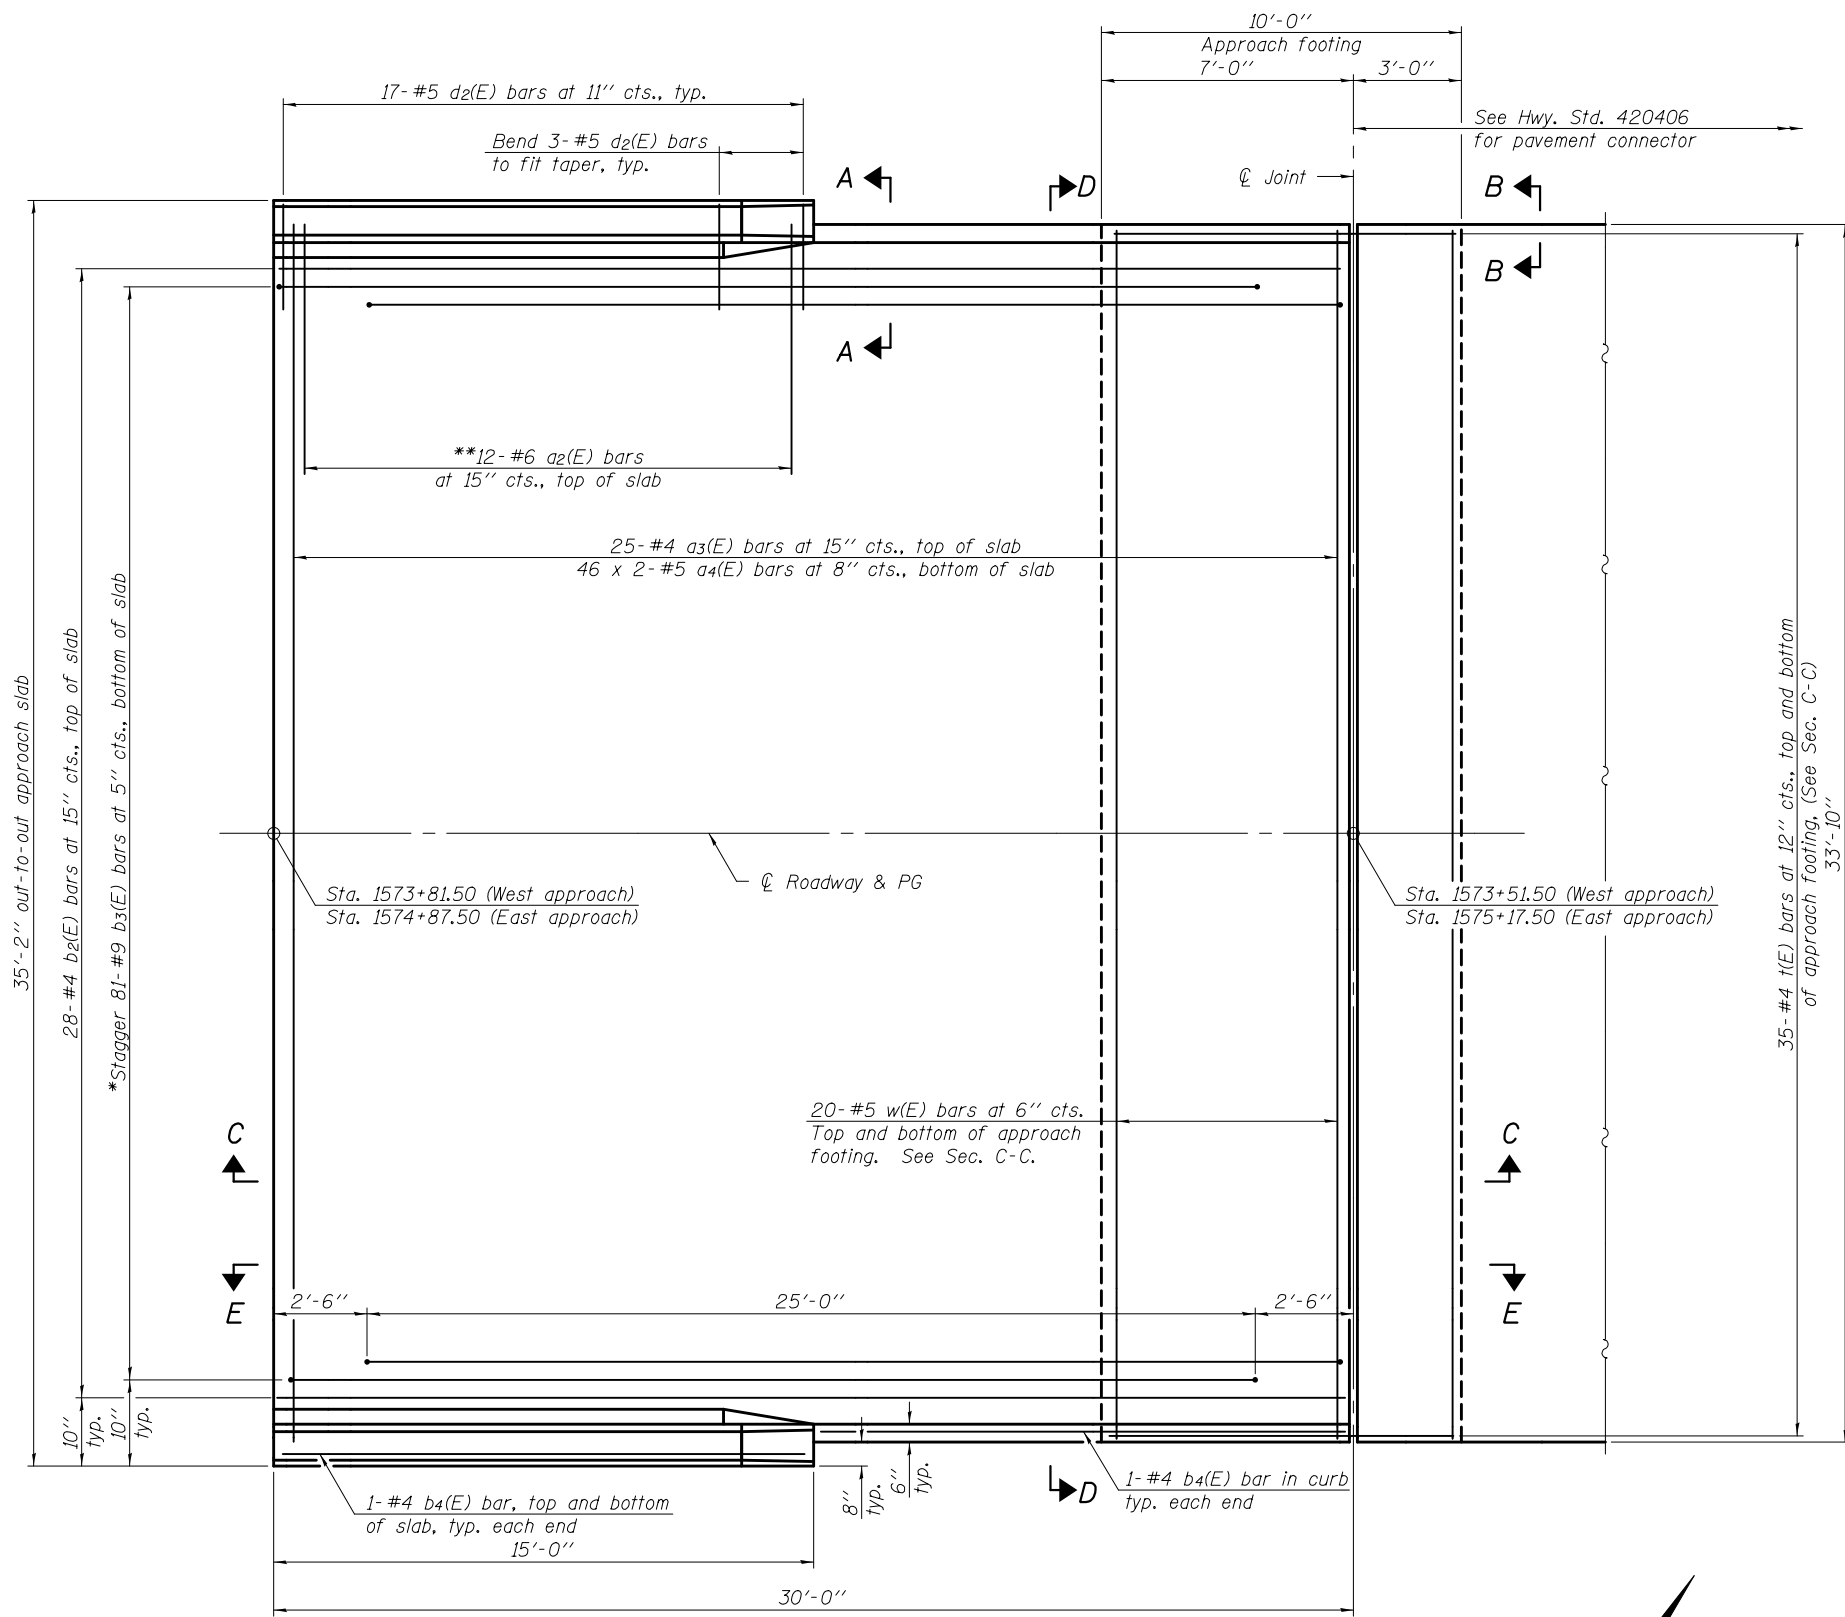 10'-0"
Approach footing
7'-0"
3'-0"
17-#5 d2(E) bars at 11" cts., typ.
Bend 3-#5 d2(E) bars
to fit taper, typ.
See Hwy. Std. 420406
for pavement connector
℄ Joint
A
D
B
B
A
**12-#6 a2(E) bars
at 15" cts., top of slab
25-#4 a3(E) bars at 15" cts., top of slab
46 x 2-#5 a4(E) bars at 8" cts., bottom of slab
35'-2" out-to-out approach slab
28-#4 b2(E) bars at 15" cts., top of slab
*Stagger 81-#9 b3(E) bars at 5" cts., bottom of slab
35-#4 t(E) bars at 12" cts., top and bottom
of approach footing, (See Sec. C-C)
33'-10"
℄ Roadway & PG
Sta. 1573+81.50 (West approach)
Sta. 1574+87.50 (East approach)
Sta. 1573+51.50 (West approach)
Sta. 1575+17.50 (East approach)
20-#5 w(E) bars at 6" cts.
Top and bottom of approach
footing. See Sec. C-C.
C
C
E
E
2'-6"
25'-0"
2'-6"
10"
typ.
10"
typ.
8"
typ.
6"
typ.
D
1-#4 b4(E) bar in curb
typ. each end
1-#4 b4(E) bar, top and bottom
of slab, typ. each end
15'-0"
30'-0"